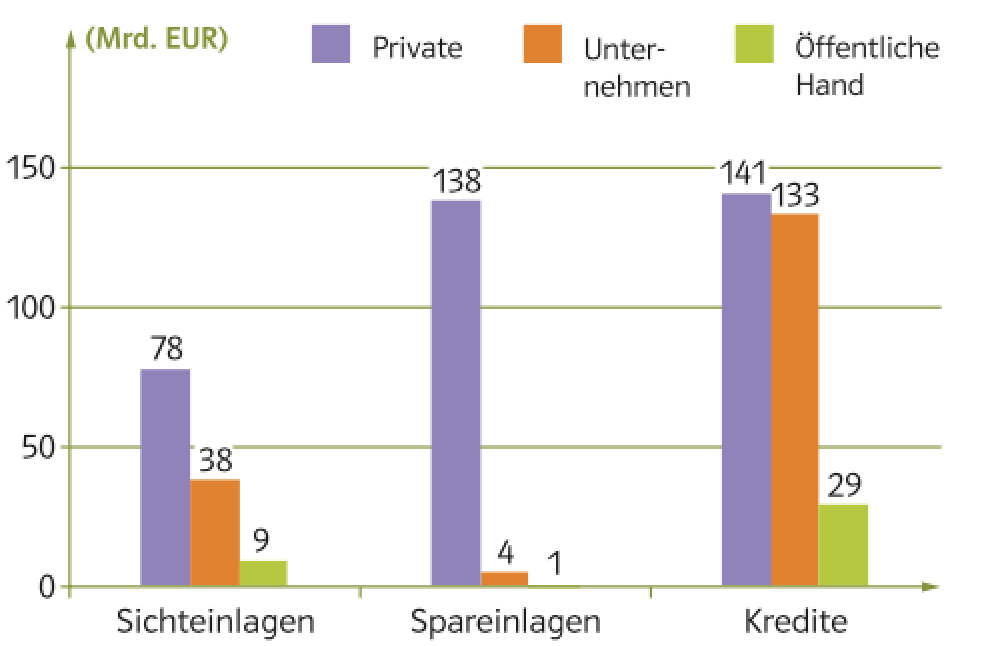 (Mrd. EUR)
Private
Unter-
nehmen
Öffentliche
Hand
150
100
50
0
78
38
9
138
4
1
141
133
29
Sichteinlagen
Spareinlagen
Kredite